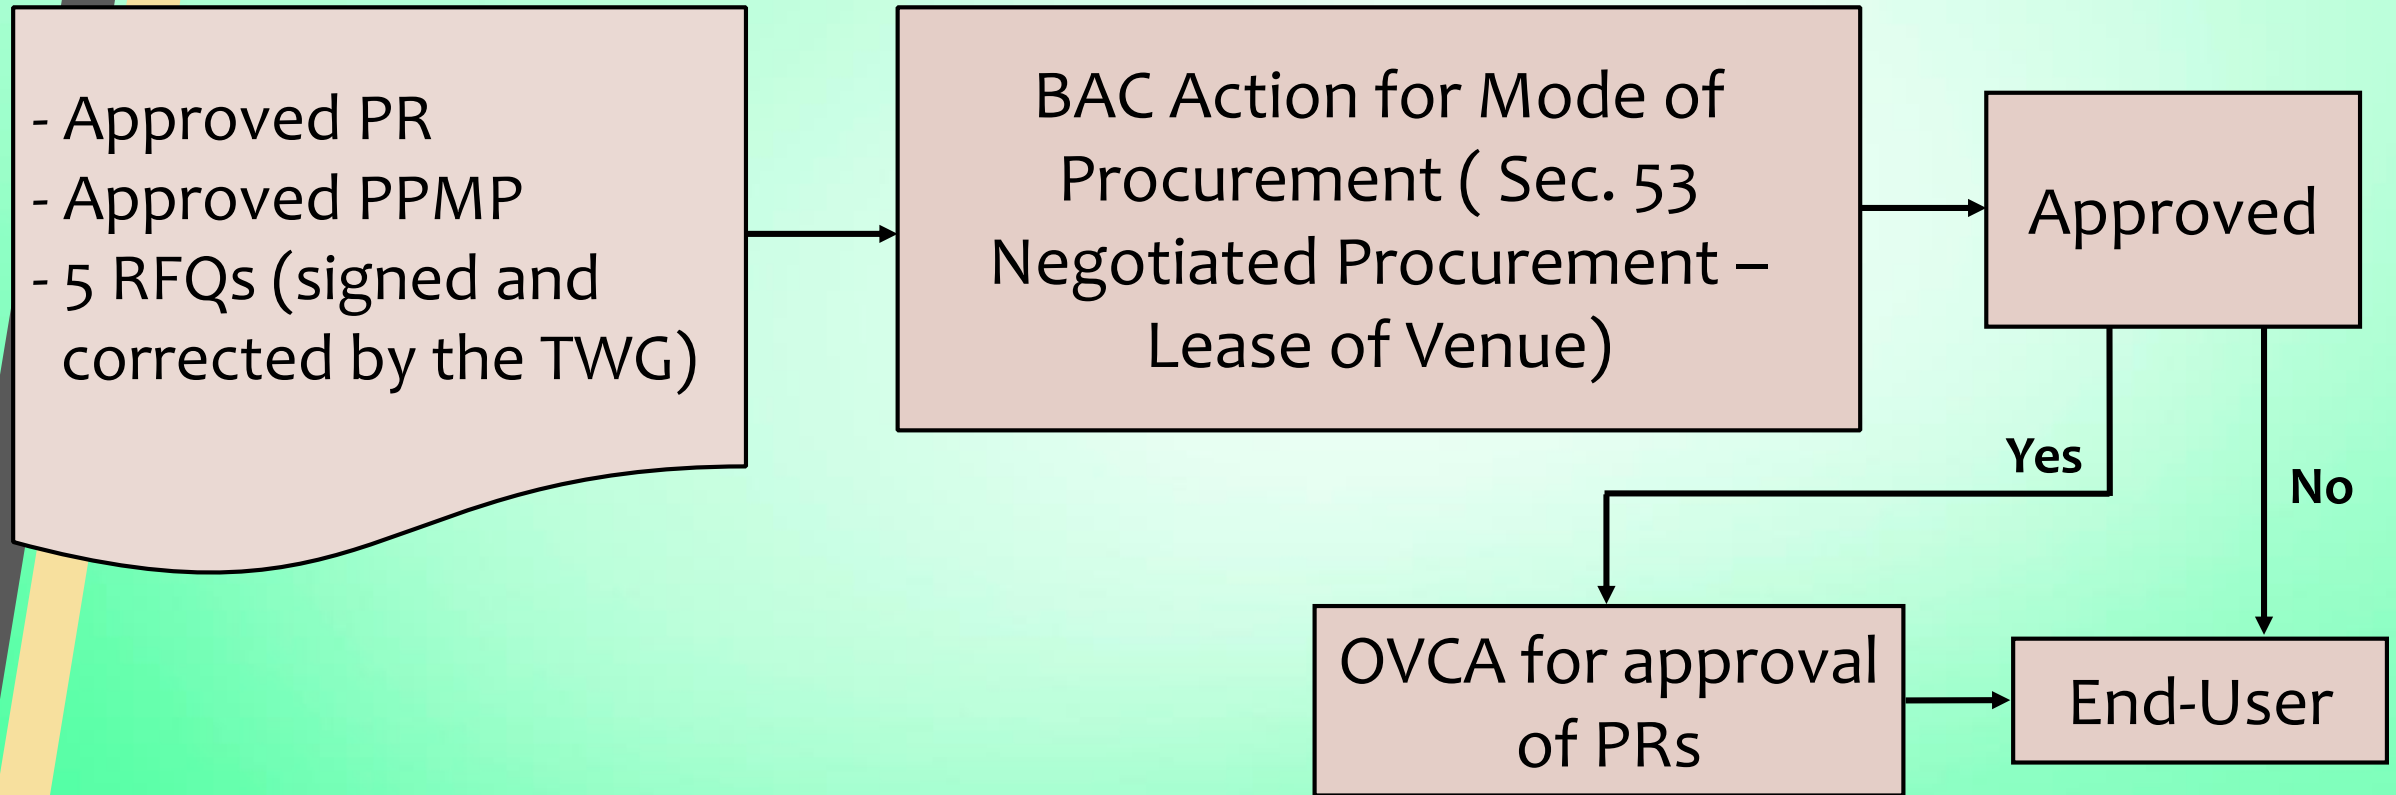 - Approved PR
- Approved PPMP
- 5 RFQs (signed and
corrected by the TWG)
BAC Action for Mode of
Procurement ( Sec. 53
Negotiated Procurement –
Lease of Venue)
Approved
Yes
No
OVCA for approval
of PRs
End-User